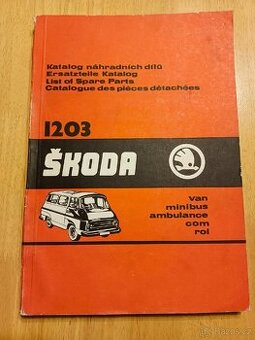 Katalog náhradních dílů
Ersatzteile Katalog
List of Spare Parts
Catalogue des pièces détachées
1203
ŠKODA
van
minibus
ambulance
com
rol